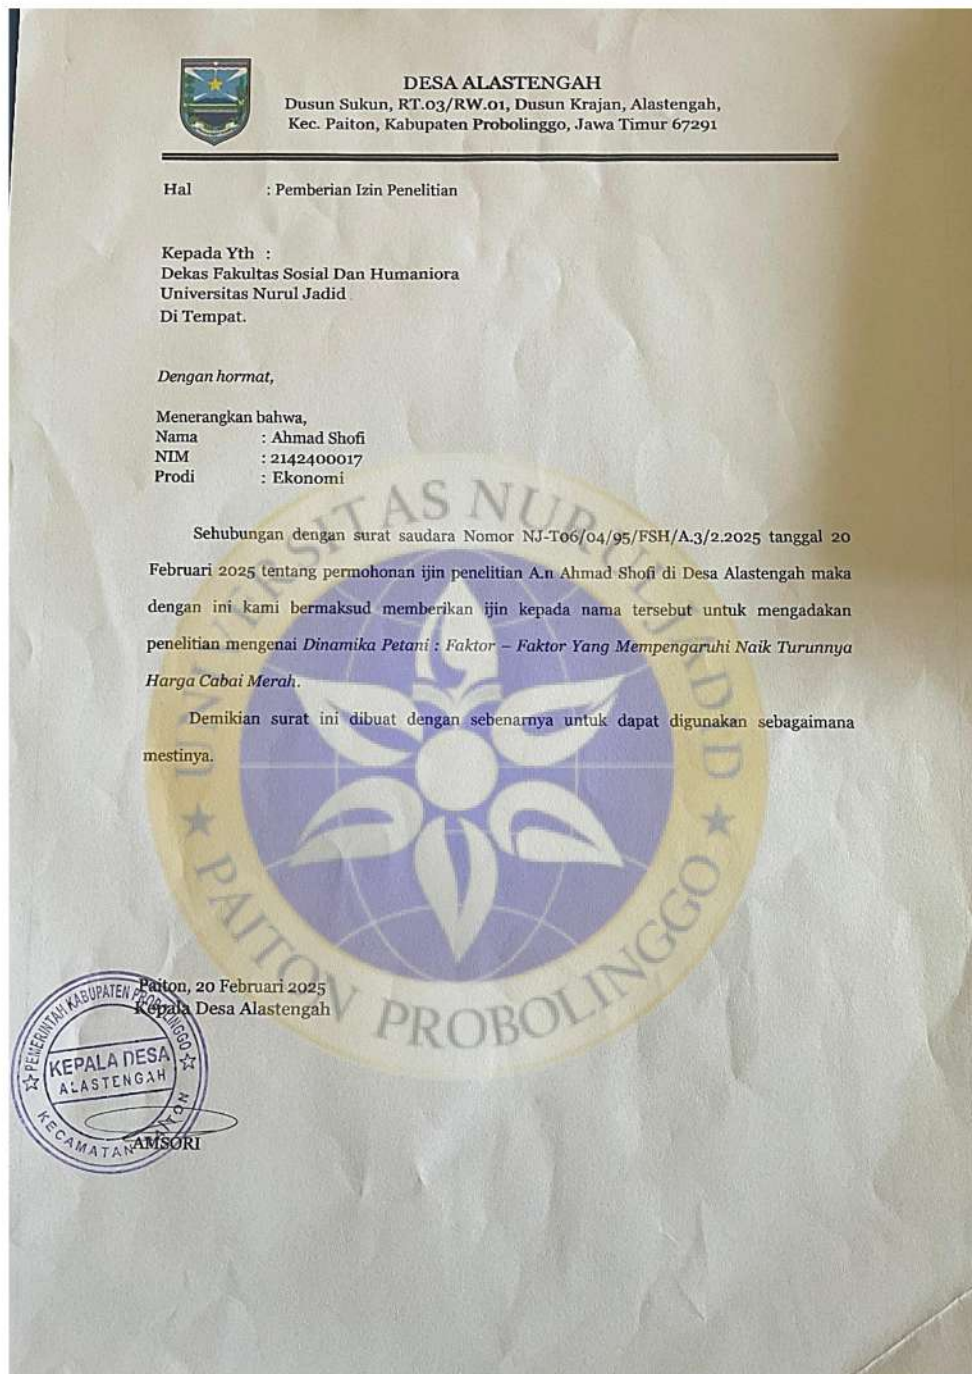 DESA ALASTENGAH
Dusun Sukun, RT.03/RW.01, Dusun Krajan, Alastengah,
Kec. Paiton, Kabupaten Probolinggo, Jawa Timur 67291
Hal : Pemberian Izin Penelitian
Kepada Yth :
Dekas Fakultas Sosial Dan Humaniora
Universitas Nurul Jadid
Di Tempat.
Dengan hormat,
Menerangkan bahwa,
Nama : Ahmad Shofi
NIM : 2142400017
Prodi : Ekonomi
Sehubungan dengan surat saudara Nomor NJ-T06/04/95/FSH/A.3/2.2025 tanggal 20
Februari 2025 tentang permohonan ijin penelitian A.n Ahmad Shofi di Desa Alastengah maka
dengan ini kami bermaksud memberikan ijin kepada nama tersebut untuk mengadakan
penelitian mengenai Dinamika Petani : Faktor – Faktor Yang Mempengaruhi Naik Turunnya
Harga Cabai Merah.
Demikian surat ini dibuat dengan sebenarnya untuk dapat digunakan sebagaimana
mestinya.
UNIVERSITAS NURUL JADID
PAITON PROBOLINGGO
Paiton, 20 Februari 2025
Kepala Desa Alastengah
PEMERINTAH KABUPATEN PROBOLINGGO
KEPALA DESA
ALASTENGAH
KECAMATAN PAITON
AMSORI